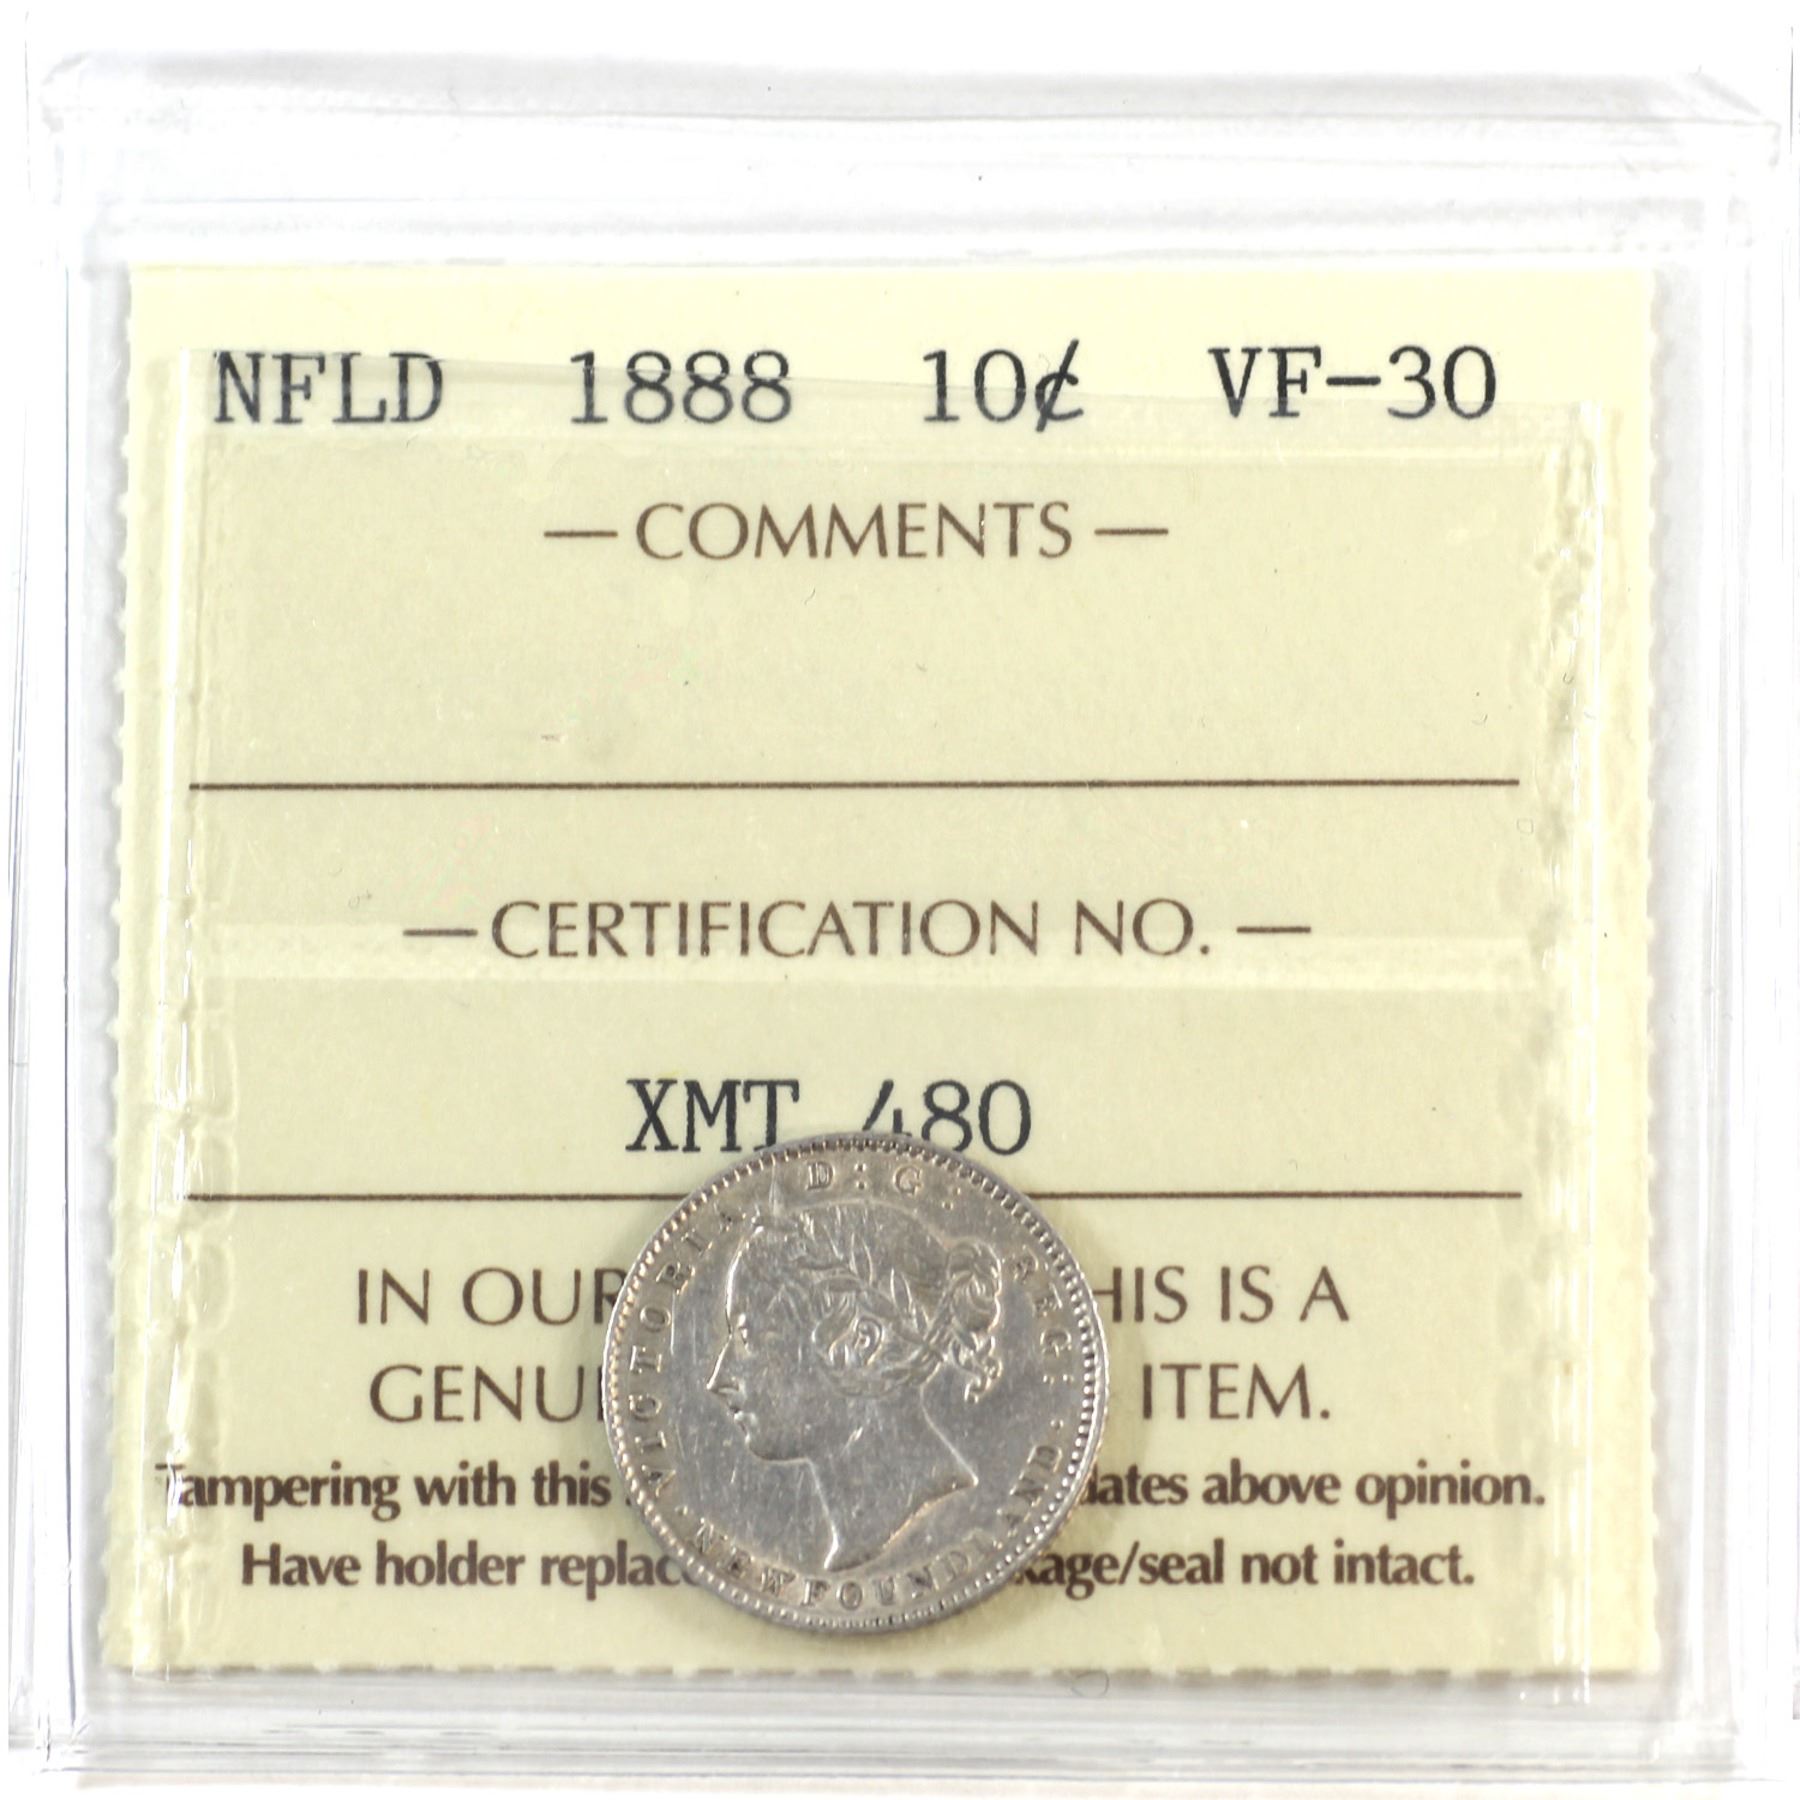 NFLD 1888 10¢ VF-30
— COMMENTS —
— CERTIFICATION NO. —
XMT 480
D:G:
VICTORIA REG:
IN OUR HIS IS A
GENUI ITEM.
Tampering with this dates above opinion.
Have holder replac kage/seal not intact.
· NEWFOUNDLAND ·